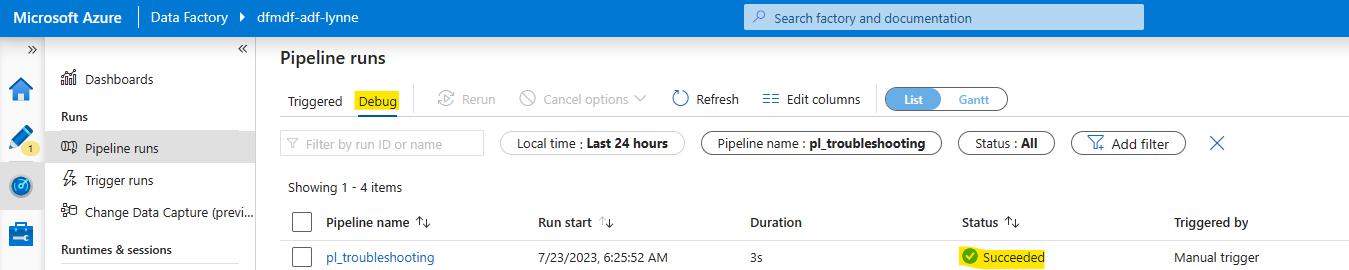 Microsoft Azure Data Factory dfmdf-adf-lynne Search factory and documentation
» «
Pipeline runs
Dashboards
Triggered Debug Rerun Cancel options Refresh Edit columns List Gantt
Runs
1 Pipeline runs Filter by run ID or name Local time : Last 24 hours Pipeline name : pl_troubleshooting Status : All Add filter
Trigger runs
Showing 1 - 4 items
Change Data Capture (previ...
Pipeline name Run start Duration Status Triggered by
Runtimes & sessions
pl_troubleshooting 7/23/2023, 6:25:52 AM 3s Succeeded Manual trigger